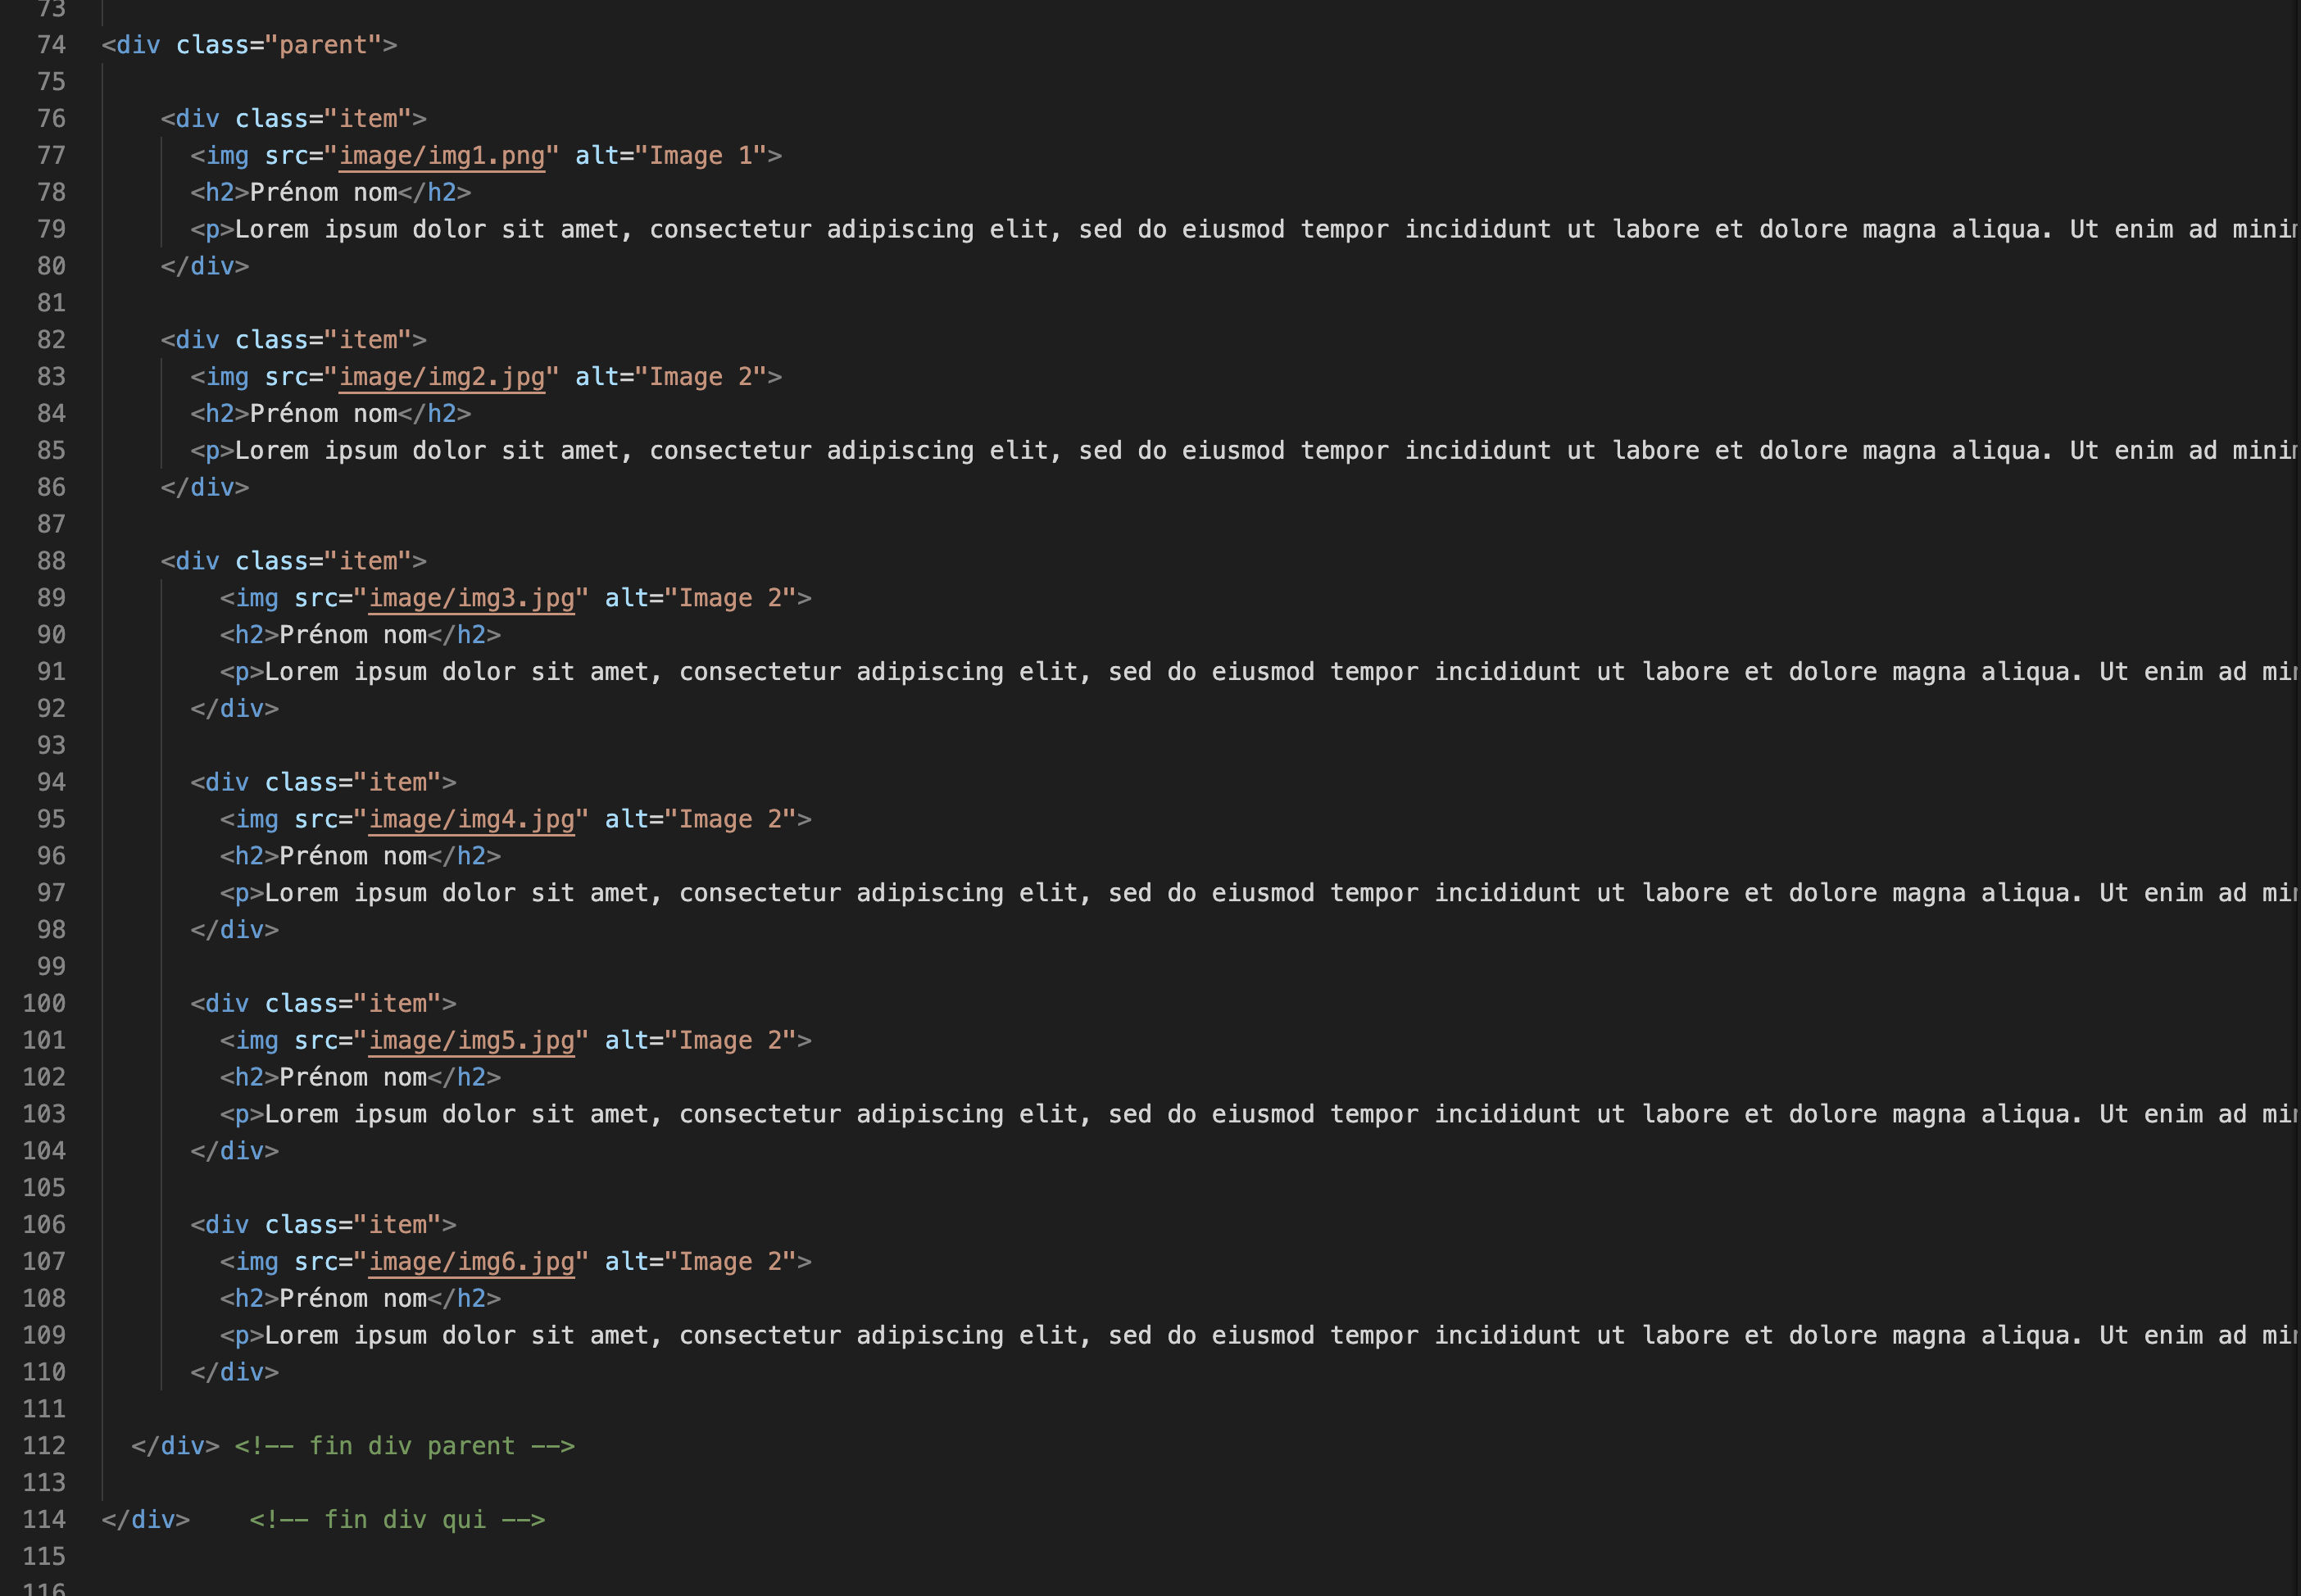 73
74 <div class="parent">
75
76 <div class="item">
77 <img src="image/img1.png" alt="Image 1">
78 <h2>Prénom nom</h2>
79 <p>Lorem ipsum dolor sit amet, consectetur adipiscing elit, sed do eiusmod tempor incididunt ut labore et dolore magna aliqua. Ut enim ad
80 </div>
81
82 <div class="item">
83 <img src="image/img2.jpg" alt="Image 2">
84 <h2>Prénom nom</h2>
85 <p>Lorem ipsum dolor sit amet, consectetur adipiscing elit, sed do eiusmod tempor incididunt ut labore et dolore magna aliqua. Ut enim ad
86 </div>
87
88 <div class="item">
89 <img src="image/img3.jpg" alt="Image 2">
90 <h2>Prénom nom</h2>
91 <p>Lorem ipsum dolor sit amet, consectetur adipiscing elit, sed do eiusmod tempor incididunt ut labore et dolore magna aliqua. Ut enim ad
92 </div>
93
94 <div class="item">
95 <img src="image/img4.jpg" alt="Image 2">
96 <h2>Prénom nom</h2>
97 <p>Lorem ipsum dolor sit amet, consectetur adipiscing elit, sed do eiusmod tempor incididunt ut labore et dolore magna aliqua. Ut enim ad
98 </div>
99
100 <div class="item">
101 <img src="image/img5.jpg" alt="Image 2">
102 <h2>Prénom nom</h2>
103 <p>Lorem ipsum dolor sit amet, consectetur adipiscing elit, sed do eiusmod tempor incididunt ut labore et dolore magna aliqua. Ut enim ad
104 </div>
105
106 <div class="item">
107 <img src="image/img6.jpg" alt="Image 2">
108 <h2>Prénom nom</h2>
109 <p>Lorem ipsum dolor sit amet, consectetur adipiscing elit, sed do eiusmod tempor incididunt ut labore et dolore magna aliqua. Ut enim ad
110 </div>
111
112 </div> <!-- fin div parent -->
113
114 </div> <!-- fin div qui -->
115
116